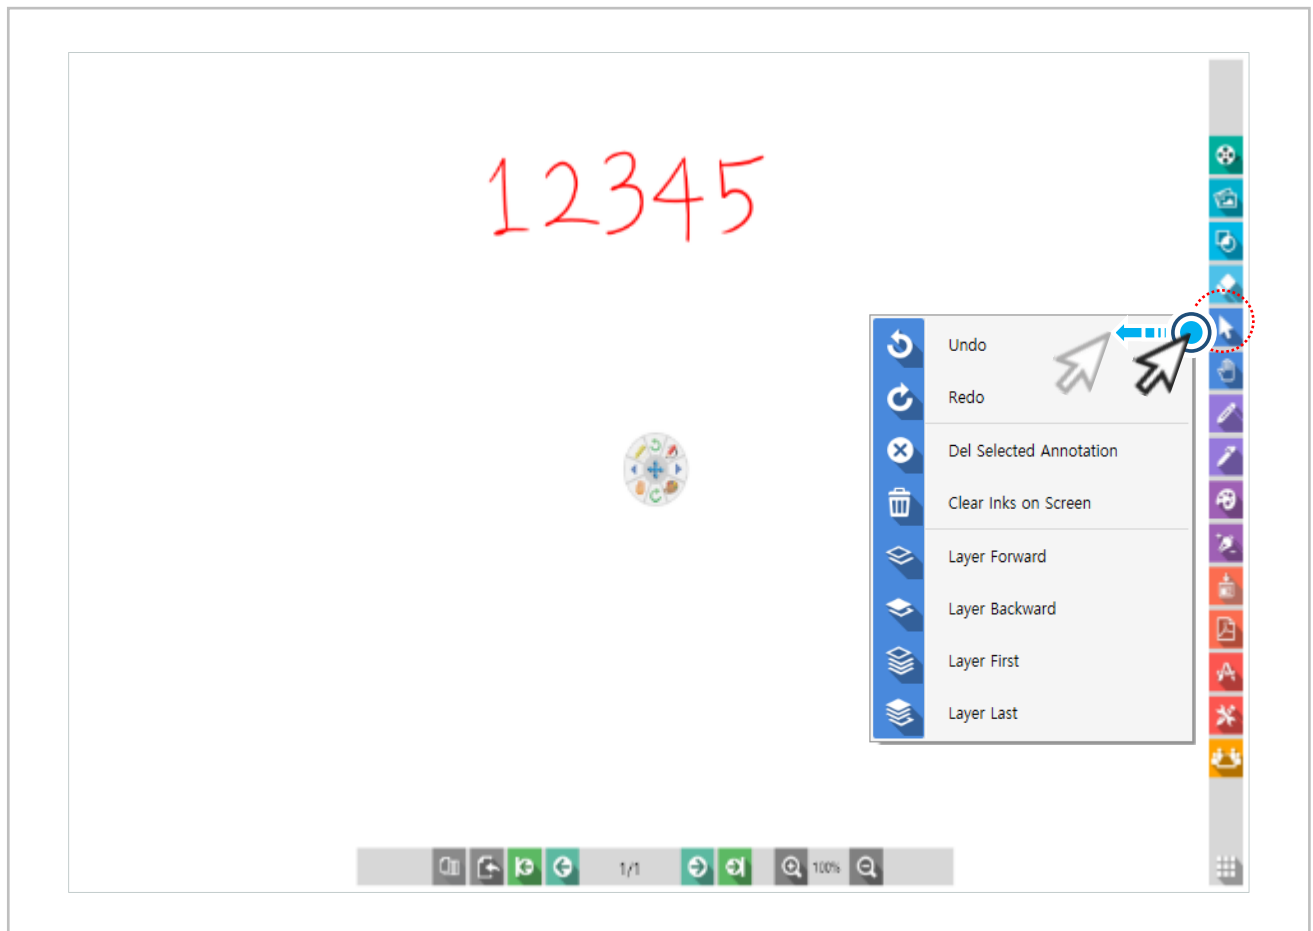 12345
Undo
Redo
Del Selected Annotation
Clear Inks on Screen
Layer Forward
Layer Backward
Layer First
Layer Last
1/1
100%